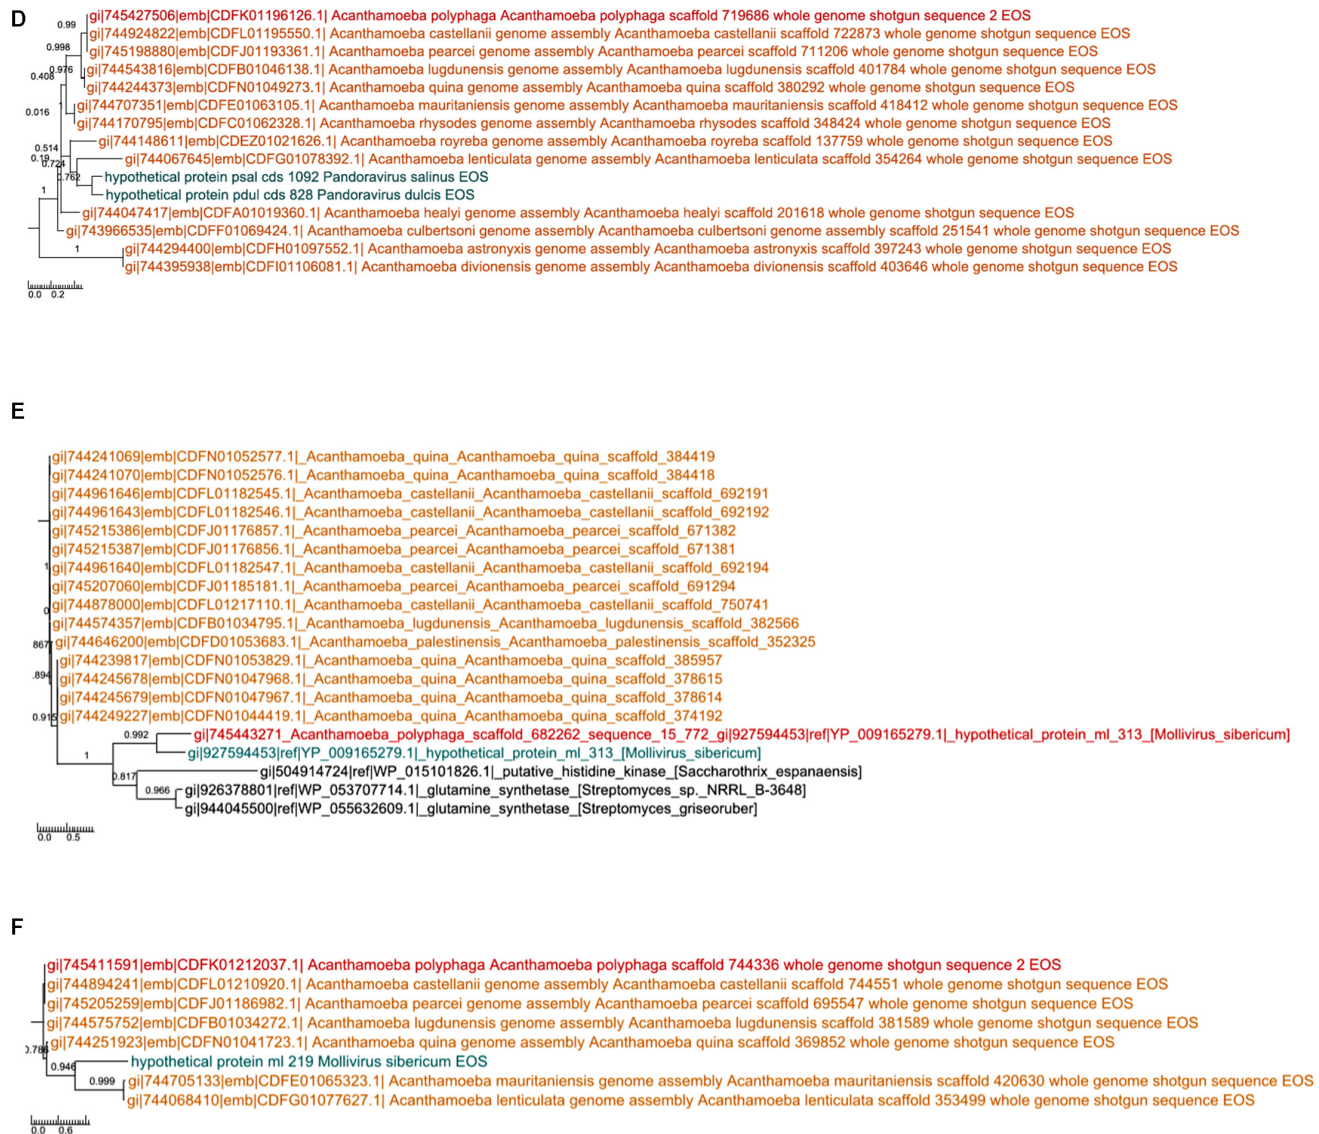 D
gi|745427506|emb|CDFK01196126.1| Acanthamoeba polyphaga Acanthamoeba polyphaga scaffold 719686 whole genome shotgun sequence 2 EOS
0.99
gi|744924822|emb|CDFL01195550.1| Acanthamoeba castellanii genome assembly Acanthamoeba castellanii scaffold 722873 whole genome shotgun sequence EOS
0.998
gi|745198880|emb|CDFJ01193361.1| Acanthamoeba pearcei genome assembly Acanthamoeba pearcei scaffold 711206 whole genome shotgun sequence EOS
0.976
0.408
gi|744543816|emb|CDFB01046138.1| Acanthamoeba lugdunensis genome assembly Acanthamoeba lugdunensis scaffold 401784 whole genome shotgun sequence EOS
gi|744244373|emb|CDFN01049273.1| Acanthamoeba quina genome assembly Acanthamoeba quina scaffold 380292 whole genome shotgun sequence EOS
gi|744707351|emb|CDFE01063105.1| Acanthamoeba mauritaniensis genome assembly Acanthamoeba mauritaniensis scaffold 418412 whole genome shotgun sequence EOS
0.016
gi|744170795|emb|CDFC01062328.1| Acanthamoeba rhysodes genome assembly Acanthamoeba rhysodes scaffold 348424 whole genome shotgun sequence EOS
gi|744148611|emb|CDEZ01021626.1| Acanthamoeba royreba genome assembly Acanthamoeba royreba scaffold 137759 whole genome shotgun sequence EOS
0.514
gi|744067645|emb|CDFG01078392.1| Acanthamoeba lenticulata genome assembly Acanthamoeba lenticulata scaffold 354264 whole genome shotgun sequence EOS
0.724
0.762
hypothetical protein psal cds 1092 Pandoravirus salinus EOS
1
hypothetical protein pdul cds 828 Pandoravirus dulcis EOS
gi|744047417|emb|CDFA01019360.1| Acanthamoeba healyi genome assembly Acanthamoeba healyi scaffold 201618 whole genome shotgun sequence EOS
gi|743966535|emb|CDFF01069424.1| Acanthamoeba culbertsoni genome assembly Acanthamoeba culbertsoni genome assembly scaffold 251541 whole genome shotgun sequence EOS
1
gi|744294400|emb|CDFH01097552.1| Acanthamoeba astronyxis genome assembly Acanthamoeba astronyxis scaffold 397243 whole genome shotgun sequence EOS
gi|744395938|emb|CDFI01106081.1| Acanthamoeba divionensis genome assembly Acanthamoeba divionensis scaffold 403646 whole genome shotgun sequence EOS
0.0 0.2
E
gi|744241069|emb|CDFN01052577.1|_Acanthamoeba_quina_Acanthamoeba_quina_scaffold_384419
gi|744241070|emb|CDFN01052576.1|_Acanthamoeba_quina_Acanthamoeba_quina_scaffold_384418
gi|744961646|emb|CDFL01182545.1|_Acanthamoeba_castellanii_Acanthamoeba_castellanii_scaffold_692191
gi|744961643|emb|CDFL01182546.1|_Acanthamoeba_castellanii_Acanthamoeba_castellanii_scaffold_692192
gi|745215386|emb|CDFJ01176857.1|_Acanthamoeba_pearcei_Acanthamoeba_pearcei_scaffold_671382
gi|745215387|emb|CDFJ01176856.1|_Acanthamoeba_pearcei_Acanthamoeba_pearcei_scaffold_671381
1
gi|744961640|emb|CDFL01182547.1|_Acanthamoeba_castellanii_Acanthamoeba_castellanii_scaffold_692194
gi|745207060|emb|CDFJ01185181.1|_Acanthamoeba_pearcei_Acanthamoeba_pearcei_scaffold_691294
0
gi|744878000|emb|CDFL01217110.1|_Acanthamoeba_castellanii_Acanthamoeba_castellanii_scaffold_750741
gi|744574357|emb|CDFB01034795.1|_Acanthamoeba_lugdunensis_Acanthamoeba_lugdunensis_scaffold_382566
867
gi|744646200|emb|CDFD01053683.1|_Acanthamoeba_palestinensis_Acanthamoeba_palestinensis_scaffold_352325
gi|744239817|emb|CDFN01053829.1|_Acanthamoeba_quina_Acanthamoeba_quina_scaffold_385957
.894
gi|744245678|emb|CDFN01047968.1|_Acanthamoeba_quina_Acanthamoeba_quina_scaffold_378615
gi|744245679|emb|CDFN01047967.1|_Acanthamoeba_quina_Acanthamoeba_quina_scaffold_378614
0.915
gi|744249227|emb|CDFN01044419.1|_Acanthamoeba_quina_Acanthamoeba_quina_scaffold_374192
0.992
gi|745443271_Acanthamoeba_polyphaga_scaffold_682262_sequence_15_772_gi|927594453|ref|YP_009165279.1|_hypothetical_protein_ml_313_[Mollivirus_sibericum]
1
gi|927594453|ref|YP_009165279.1|_hypothetical_protein_ml_313_[Mollivirus_sibericum]
0.817
gi|504914724|ref|WP_015101826.1|_putative_histidine_kinase_[Saccharothrix_espanaensis]
0.966
gi|926378801|ref|WP_053707714.1|_glutamine_synthetase_[Streptomyces_sp._NRRL_B-3648]
gi|944045500|ref|WP_055632609.1|_glutamine_synthetase_[Streptomyces_griseoruber]
0.0 0.5
F
gi|745411591|emb|CDFK01212037.1| Acanthamoeba polyphaga Acanthamoeba polyphaga scaffold 744336 whole genome shotgun sequence 2 EOS
gi|744894241|emb|CDFL01210920.1| Acanthamoeba castellanii genome assembly Acanthamoeba castellanii scaffold 744551 whole genome shotgun sequence EOS
gi|745205259|emb|CDFJ01186982.1| Acanthamoeba pearcei genome assembly Acanthamoeba pearcei scaffold 695547 whole genome shotgun sequence EOS
gi|744575752|emb|CDFB01034272.1| Acanthamoeba lugdunensis genome assembly Acanthamoeba lugdunensis scaffold 381589 whole genome shotgun sequence EOS
gi|744251923|emb|CDFN01041723.1| Acanthamoeba quina genome assembly Acanthamoeba quina scaffold 369852 whole genome shotgun sequence EOS
0.946
hypothetical protein ml 219 Mollivirus sibericum EOS
0.999
gi|744705133|emb|CDFE01065323.1| Acanthamoeba mauritaniensis genome assembly Acanthamoeba mauritaniensis scaffold 420630 whole genome shotgun sequence EOS
gi|744068410|emb|CDFG01077627.1| Acanthamoeba lenticulata genome assembly Acanthamoeba lenticulata scaffold 353499 whole genome shotgun sequence EOS
0.0 0.6